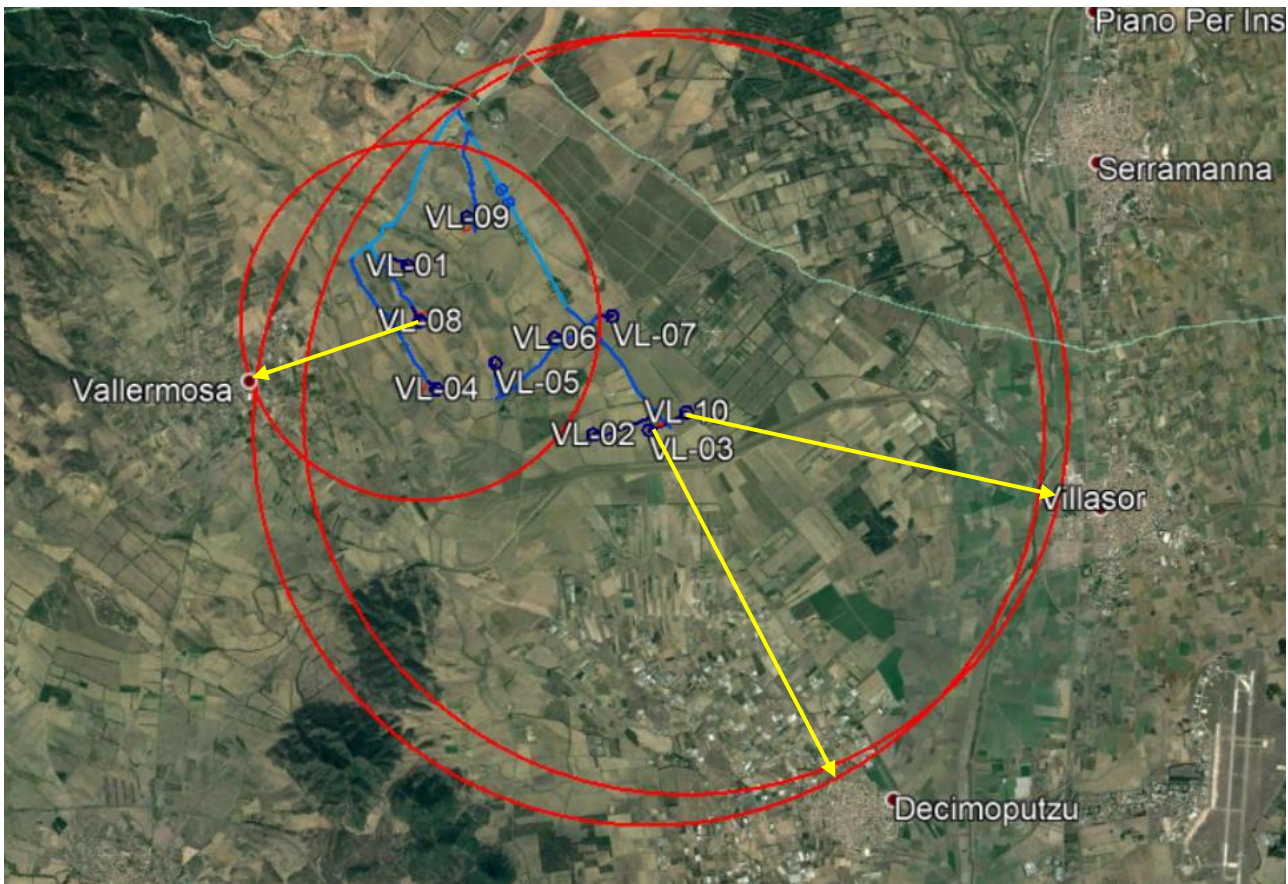 Piano Per Ins
Serramanna
VL-09
VL-01
VL-08
VL-06
VL-07
Vallermosa
VL-04
VL-05
VL-10
VL-02
VL-03
Villasor
Decimoputzu